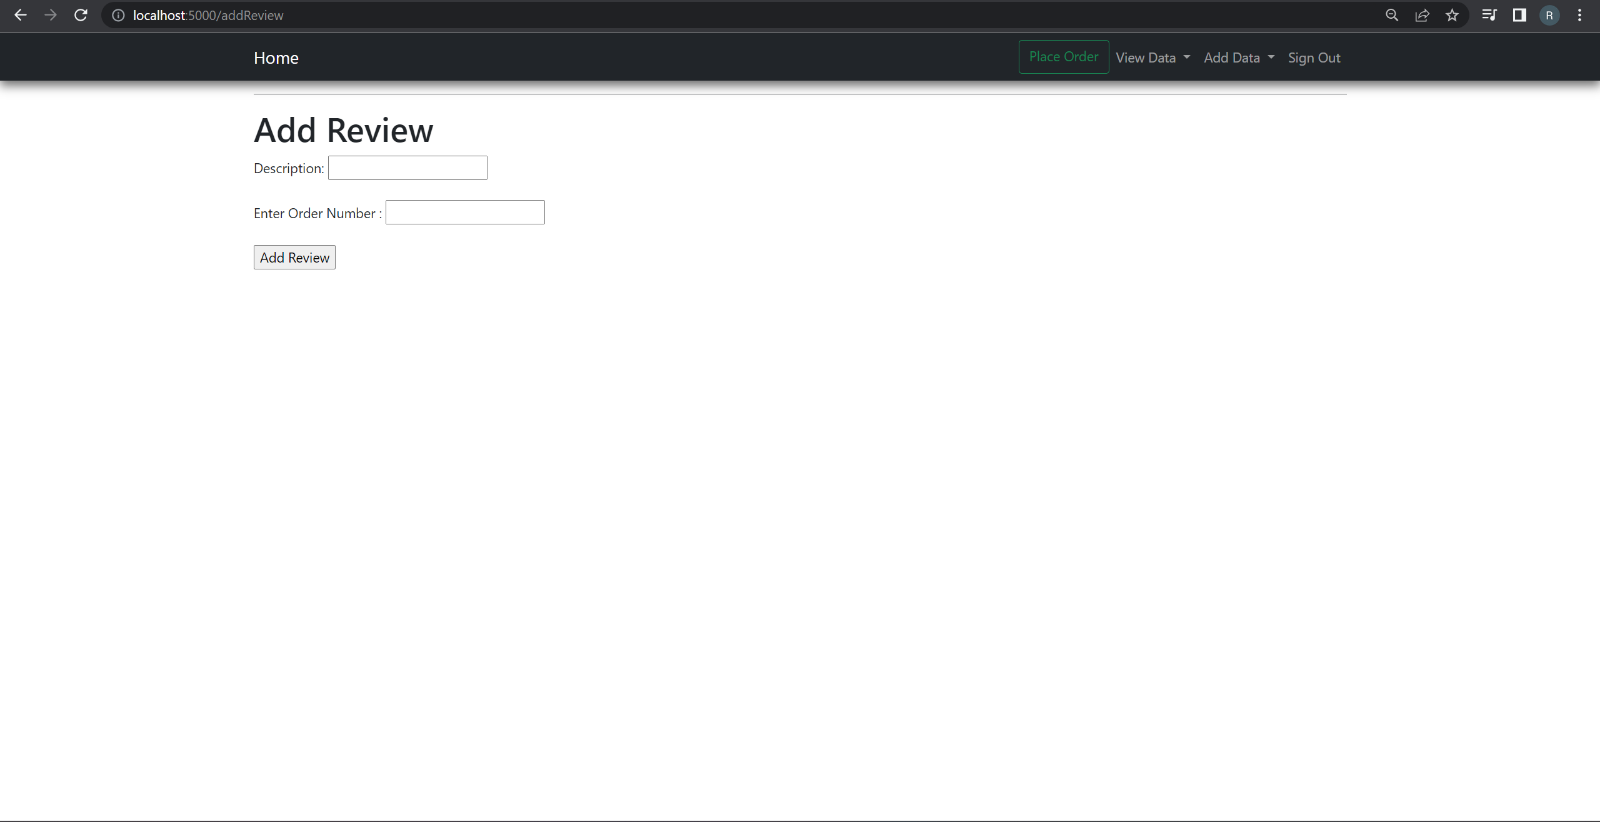 localhost:5000/addReview
R
Home Place Order View Data Add Data Sign Out
Add Review
Description:
Enter Order Number :
Add Review